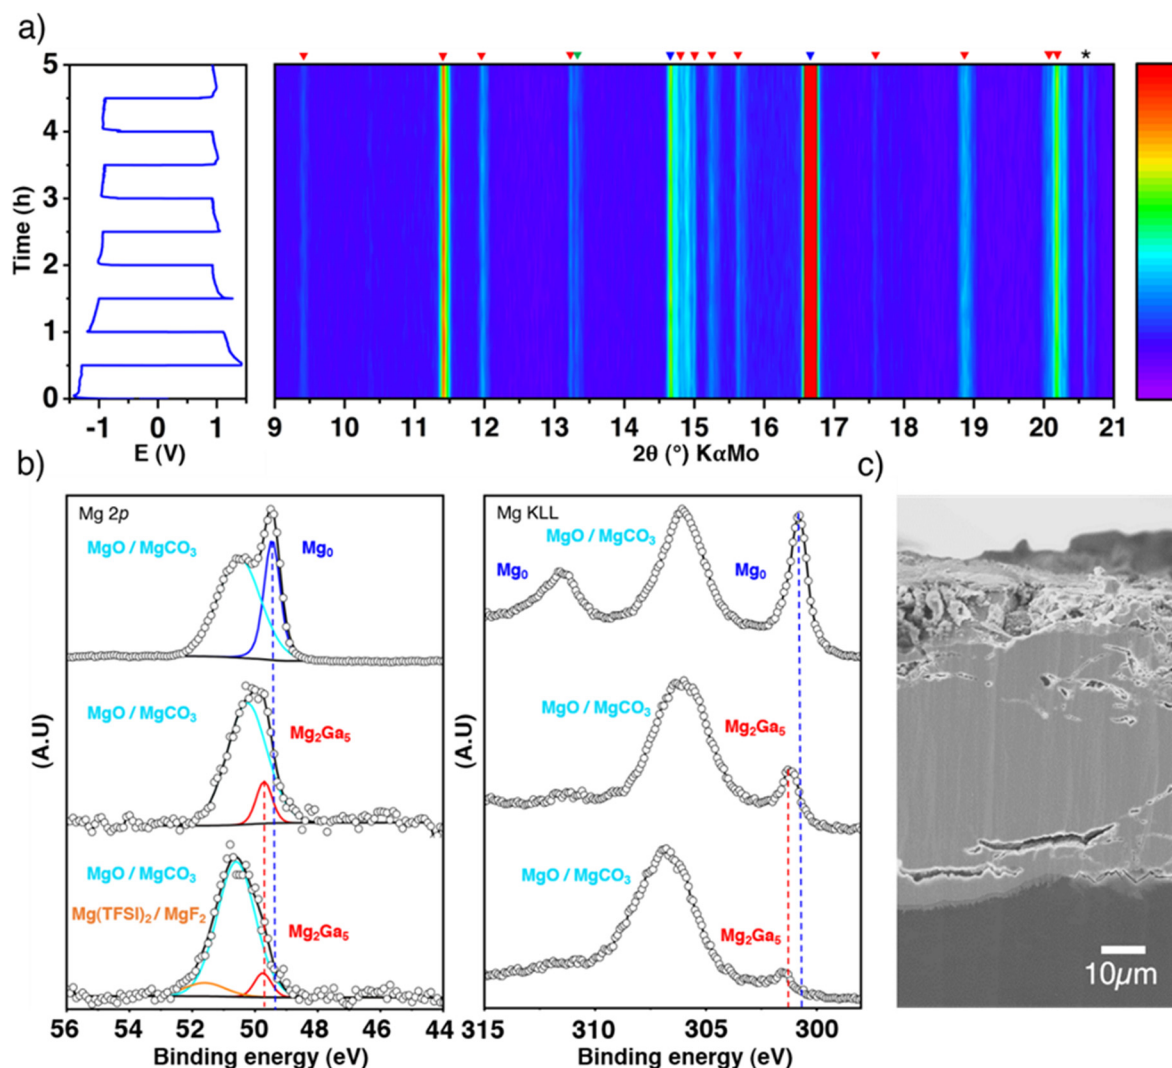 a)
*
5
4
3
2
1
0
Time (h)
-1 0 1
E (V)
9 10 11 12 13 14 15 16 17 18 19 20 21
2θ (°) KαMo
b)
c)
Mg 2p
MgO / MgCO₃
Mg₀
MgO / MgCO₃
Mg₂Ga₅
MgO / MgCO₃
Mg(TFSI)₂ / MgF₂
Mg₂Ga₅
(A.U)
56 54 52 50 48 46 44
Binding energy (eV)
Mg KLL
MgO / MgCO₃
Mg₀
Mg₀
MgO / MgCO₃
Mg₂Ga₅
MgO / MgCO₃
Mg₂Ga₅
(A.U)
315 310 305 300
Binding energy (eV)
10µm